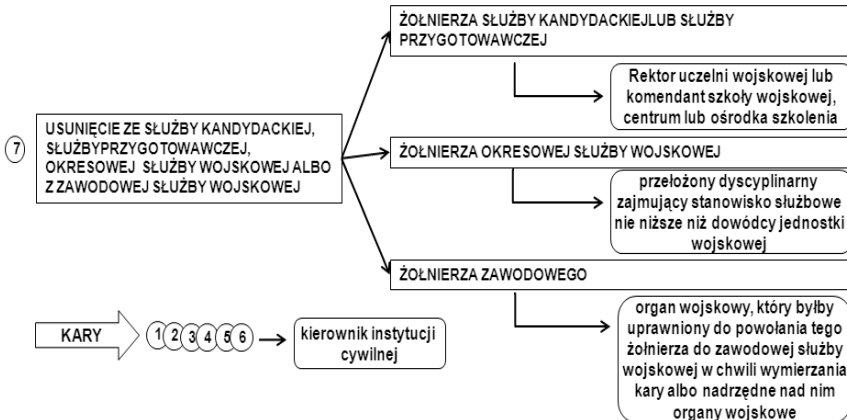 ŻOŁNIERZA SŁUŻBY KANDYDACKIEJLUB SŁUŻBY
PRZYGOTOWAWCZEJ
Rektor uczelni wojskowej lub
komendant szkoły wojskowej,
centrum lub ośrodka szkolenia
7
USUNIĘCIE ZE SŁUŻBY KANDYDACKIEJ,
SŁUŻBYPRZYGOTOWAWCZEJ,
OKRESOWEJ SŁUŻBY WOJSKOWEJ ALBO
Z ZAWODOWEJ SŁUŻBY WOJSKOWEJ
ŻOŁNIERZA OKRESOWEJ SŁUŻBY WOJSKOWEJ
przełożony dyscyplinarny
zajmujący stanowisko służbowe
nie niższe niż dowódcy jednostki
wojskowej
ŻOŁNIERZA ZAWODOWEGO
organ wojskowy, który byłby
uprawniony do powołania tego
żołnierza do zawodowej służby
wojskowej w chwili wymierzania
kary albo nadrzędne nad nim
organy wojskowe
KARY
1 2 3 4 5 6
kierownik instytucji
cywilnej